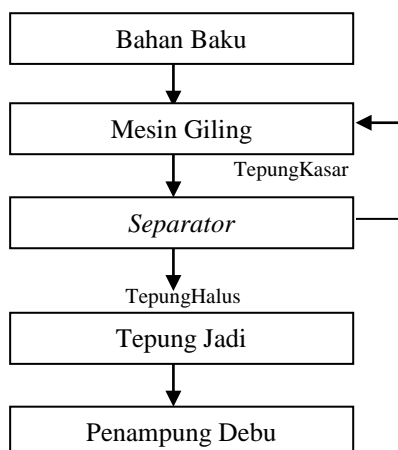 Bahan Baku
Mesin Giling
TepungKasar
Separator
TepungHalus
Tepung Jadi
Penampung Debu